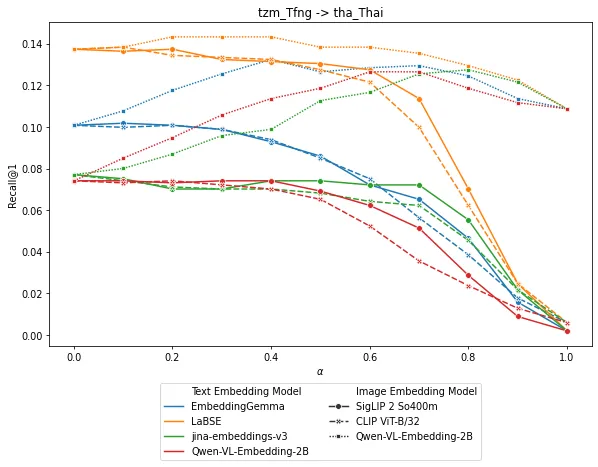 tzm_Tfng -> tha_Thai
Recall@1
0.14
0.12
0.10
0.08
0.06
0.04
0.02
0.00
0.0 0.2 0.4 0.6 0.8 1.0
α
Text Embedding Model Image Embedding Model
EmbeddingGemma SigLIP 2 So400m
LaBSE CLIP ViT-B/32
jina-embeddings-v3 Qwen-VL-Embedding-2B
Qwen-VL-Embedding-2B